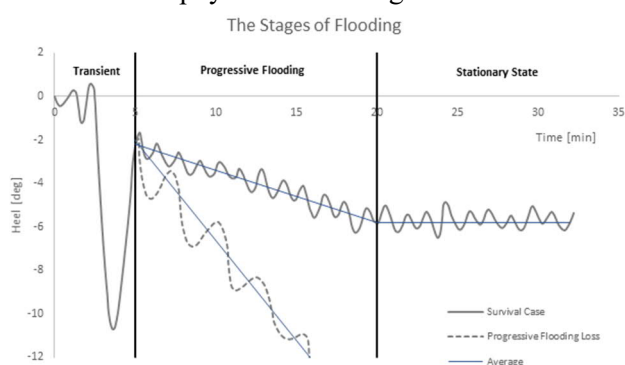 The Stages of Flooding
2
Transient
Progressive Flooding
Stationary State
0
0
5
10
15
20
25
30
35
Time [min]
-2
-4
Heel [deg]
-6
-8
-10
-12
Survival Case
Progressive Flooding Loss
Average